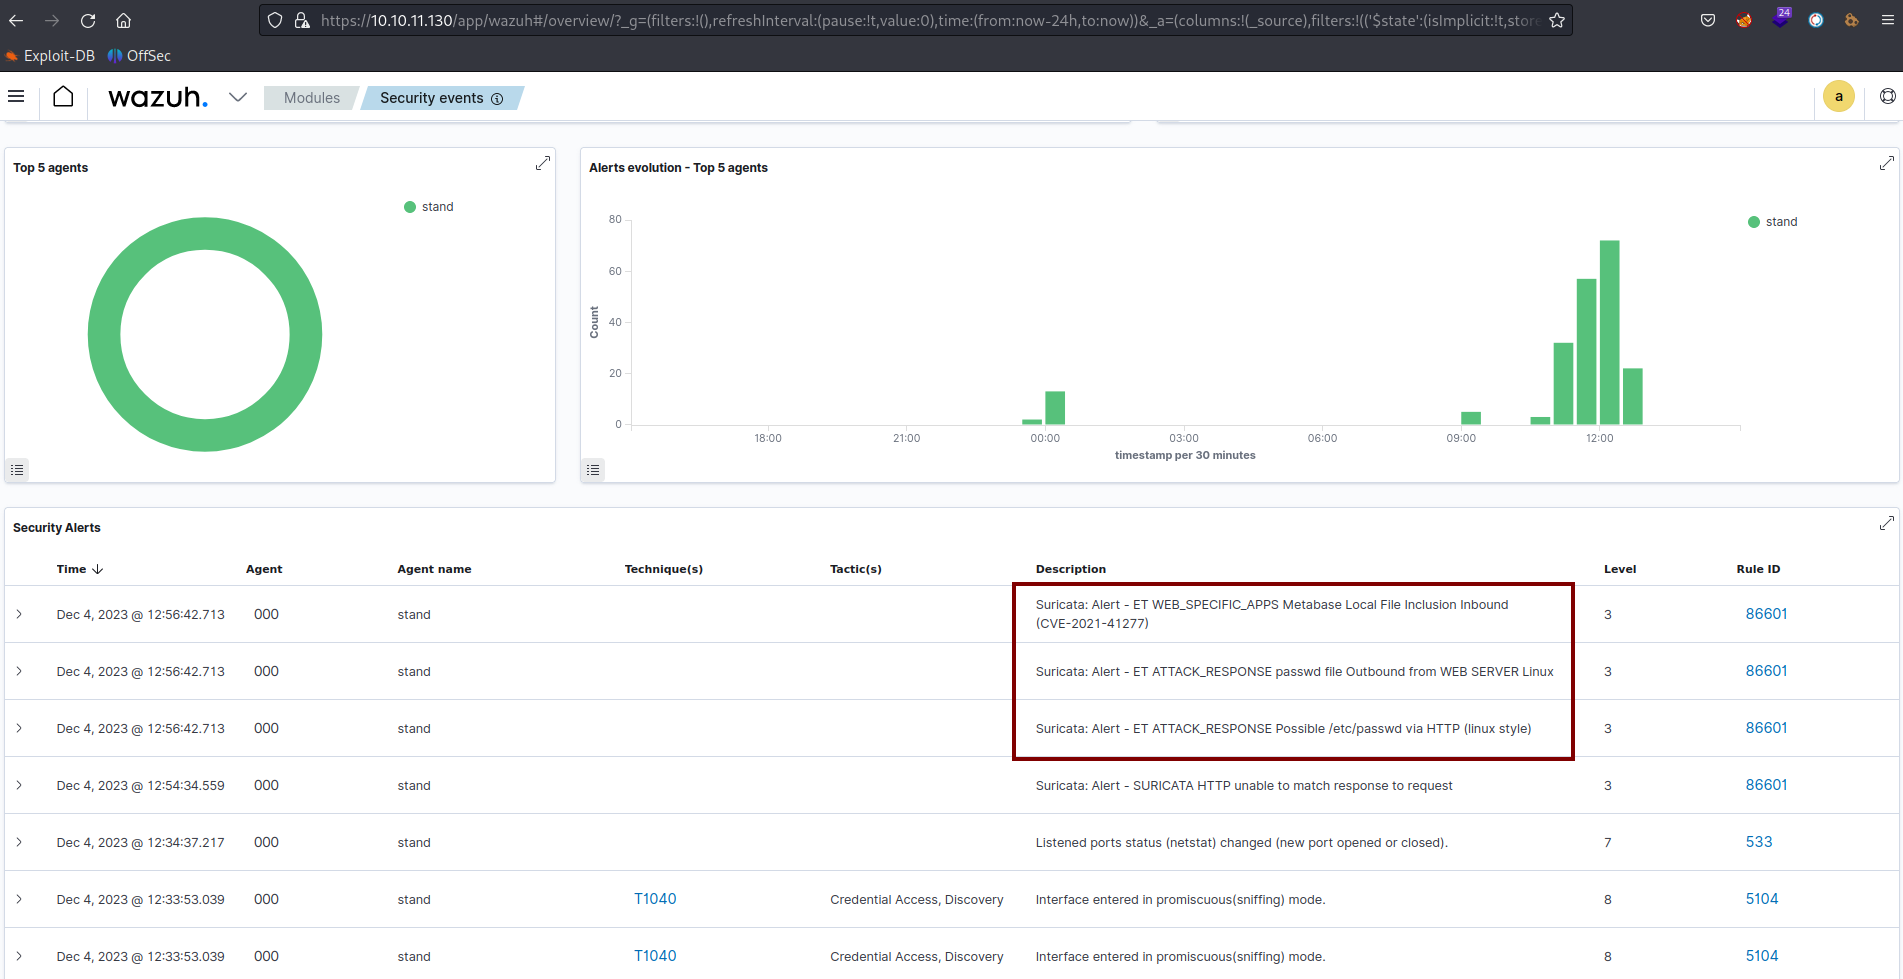 https://10.10.11.130/app/wazuh#/overview/?_g=(filters:!(),refreshInterval:(pause:!t,value:0),time:(from:now-24h,to:now))&_a=(columns:!(_source),filters:!(('$state':(isImplicit:!t,store
24
Exploit-DB OffSec
wazuh. Modules Security events a
Top 5 agents
stand
Alerts evolution - Top 5 agents
stand
80
60
40
20
0
Count
18:00 21:00 00:00 03:00 06:00 09:00 12:00
timestamp per 30 minutes
Security Alerts
Time Agent Agent name Technique(s) Tactic(s) Description Level Rule ID
Dec 4, 2023 @ 12:56:42.713 000 stand Suricata: Alert - ET WEB_SPECIFIC_APPS Metabase Local File Inclusion Inbound 3 86601
(CVE-2021-41277)
Dec 4, 2023 @ 12:56:42.713 000 stand Suricata: Alert - ET ATTACK_RESPONSE passwd file Outbound from WEB SERVER Linux 3 86601
Dec 4, 2023 @ 12:56:42.713 000 stand Suricata: Alert - ET ATTACK_RESPONSE Possible /etc/passwd via HTTP (linux style) 3 86601
Dec 4, 2023 @ 12:54:34.559 000 stand Suricata: Alert - SURICATA HTTP unable to match response to request 3 86601
Dec 4, 2023 @ 12:34:37.217 000 stand Listened ports status (netstat) changed (new port opened or closed). 7 533
Dec 4, 2023 @ 12:33:53.039 000 stand T1040 Credential Access, Discovery Interface entered in promiscuous(sniffing) mode. 8 5104
Dec 4, 2023 @ 12:33:53.039 000 stand T1040 Credential Access, Discovery Interface entered in promiscuous(sniffing) mode. 8 5104